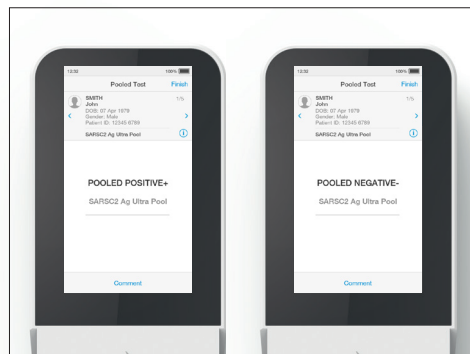 12:32 100%
Pooled Test Finish
SMITH 1/5
John
DOB: 07 Apr 1979
Gender: Male
Patient ID: 12345 6789
SARSC2 Ag Ultra Pool
POOLED POSITIVE+
SARSC2 Ag Ultra Pool
Comment
12:32 100%
Pooled Test Finish
SMITH 1/5
John
DOB: 07 Apr 1979
Gender: Male
Patient ID: 12345 6789
SARSC2 Ag Ultra Pool
POOLED NEGATIVE-
SARSC2 Ag Ultra Pool
Comment